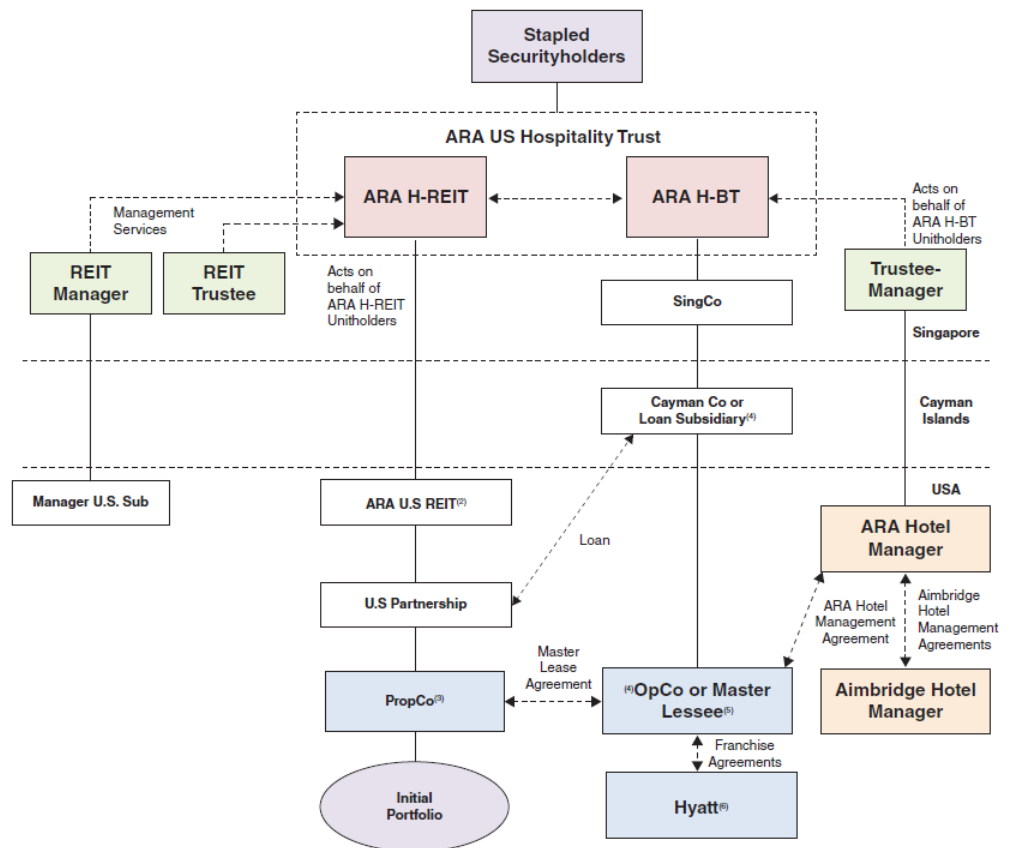 Stapled
Securityholders
ARA US Hospitality Trust
ARA H-REIT
ARA H-BT
Management
Services
Acts on
behalf of
ARA H-BT
Unitholders
REIT
Manager
REIT
Trustee
Acts on
behalf of
ARA H-REIT
Unitholders
SingCo
Trustee-
Manager
Singapore
Cayman Co or
Loan Subsidiary(4)
Cayman
Islands
Manager U.S. Sub
ARA U.S REIT(2)
USA
ARA Hotel
Manager
Loan
U.S Partnership
ARA Hotel
Management
Agreement
Aimbridge
Hotel
Management
Agreements
Master
Lease
Agreement
PropCo(3)
(4)OpCo or Master
Lessee(5)
Aimbridge Hotel
Manager
Franchise
Agreements
Initial
Portfolio
Hyatt(6)